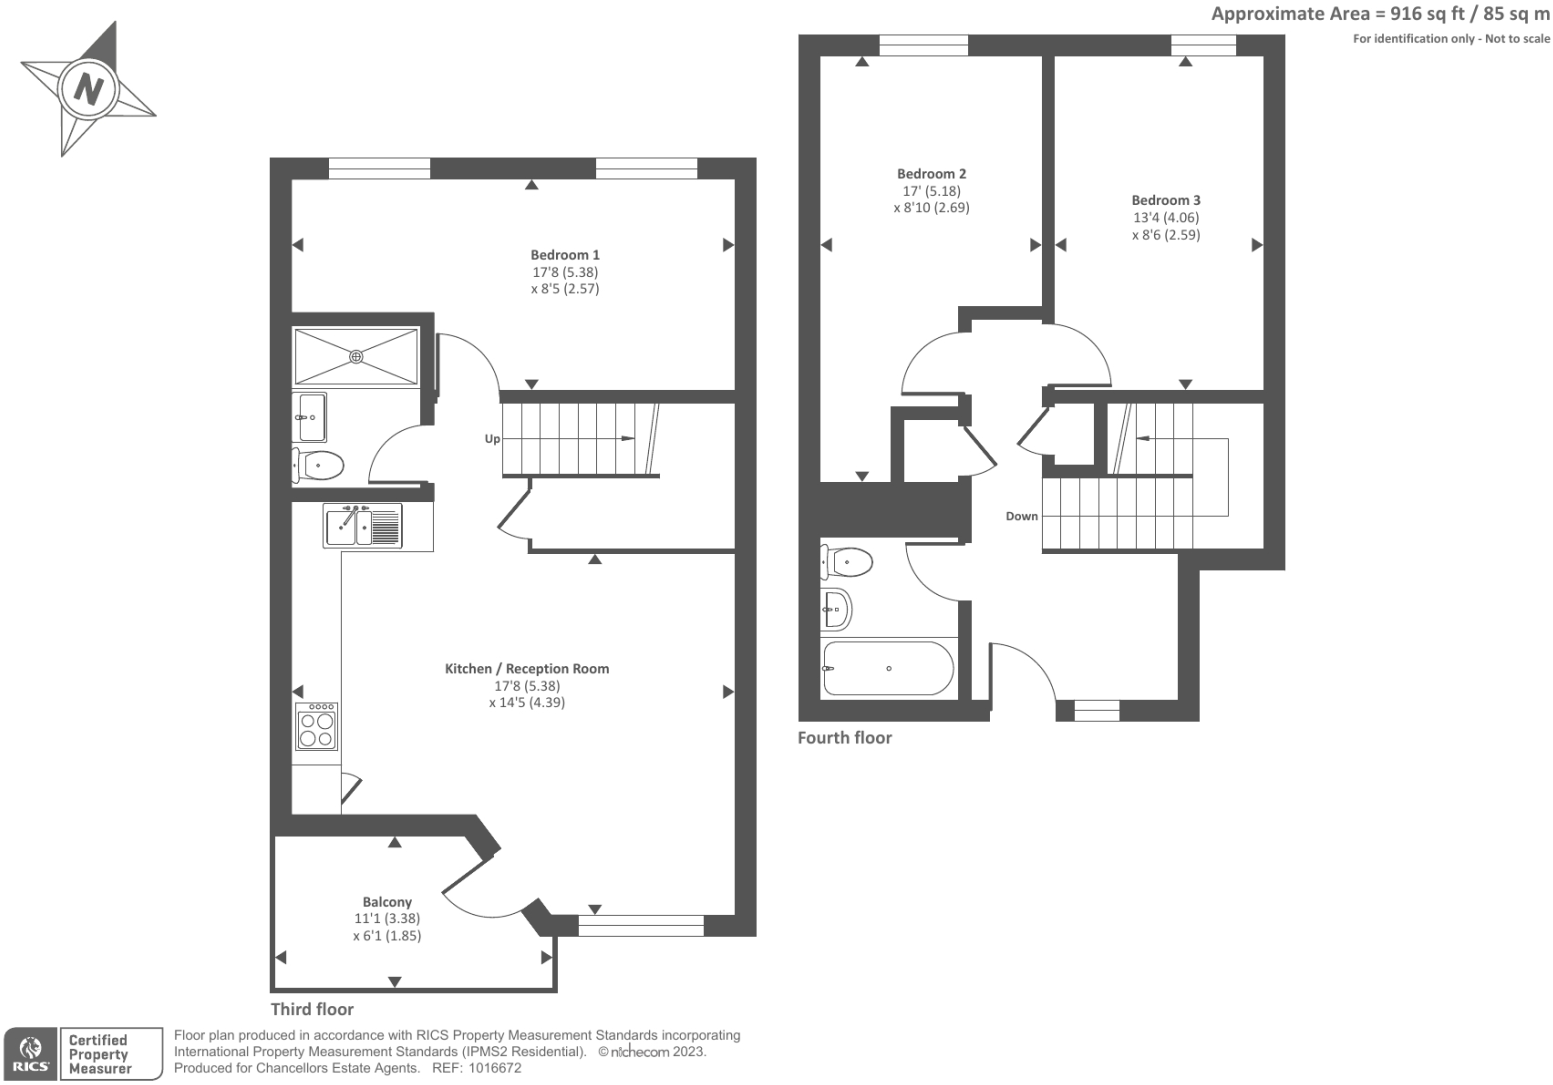 Approximate Area = 916 sq ft / 85 sq m
For identification only - Not to scale
N
Bedroom 1
17'8 (5.38)
x 8'5 (2.57)
Up
Kitchen / Reception Room
17'8 (5.38)
x 14'5 (4.39)
Balcony
11'1 (3.38)
x 6'1 (1.85)
Third floor
Bedroom 2
17' (5.18)
x 8'10 (2.69)
Bedroom 3
13'4 (4.06)
x 8'6 (2.59)
Down
Fourth floor
RICS
Certified
Property
Measurer
Floor plan produced in accordance with RICS Property Measurement Standards incorporating
International Property Measurement Standards (IPMS2 Residential). © nichecom 2023.
Produced for Chancellors Estate Agents. REF: 1016672